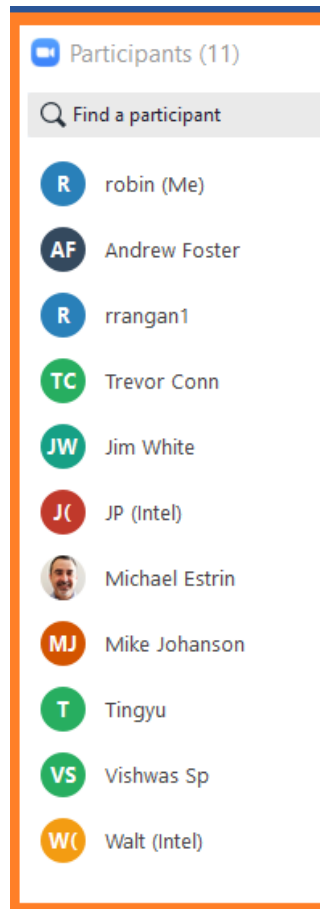 Participants (11)
Find a participant
R robin (Me)
AF Andrew Foster
R rrangan1
TC Trevor Conn
JW Jim White
J( JP (Intel)
Michael Estrin
MJ Mike Johanson
T Tingyu
VS Vishwas Sp
W( Walt (Intel)